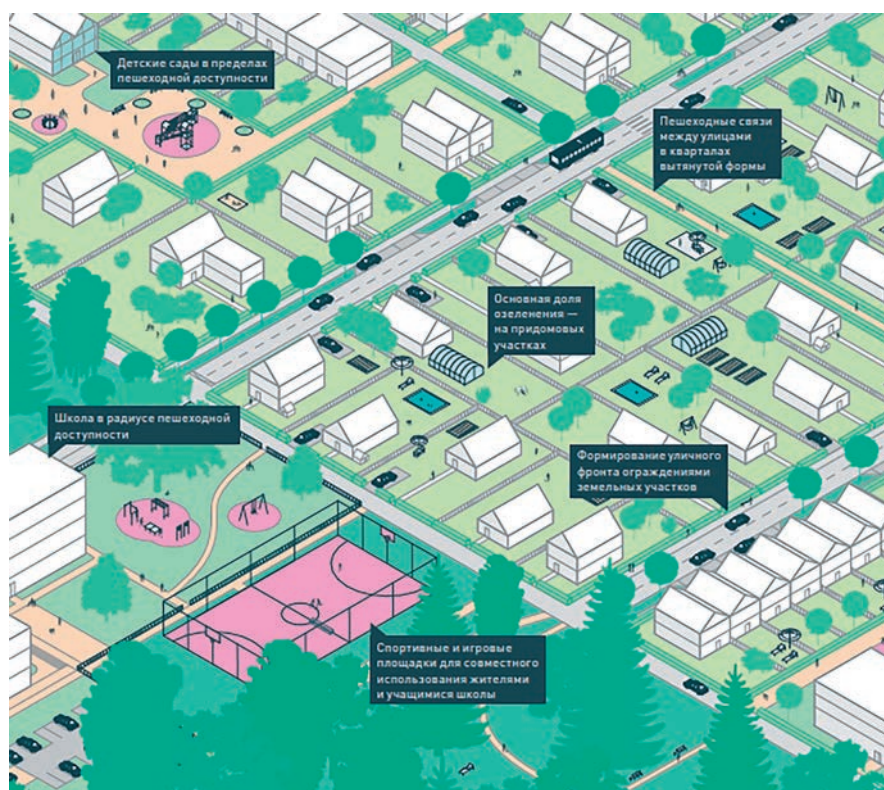 Детские сады в пределах
пешеходной доступности
Пешеходные связи
между улицами
в кварталах
вытянутой формы
Основная доля
озеленения —
на придомовых
участках
Школа в радиусе пешеходной
доступности
Формирование уличного
фронта ограждениями
земельных участков
Спортивные и игровые
площадки для совместного
использования жителями
и учащимися школы